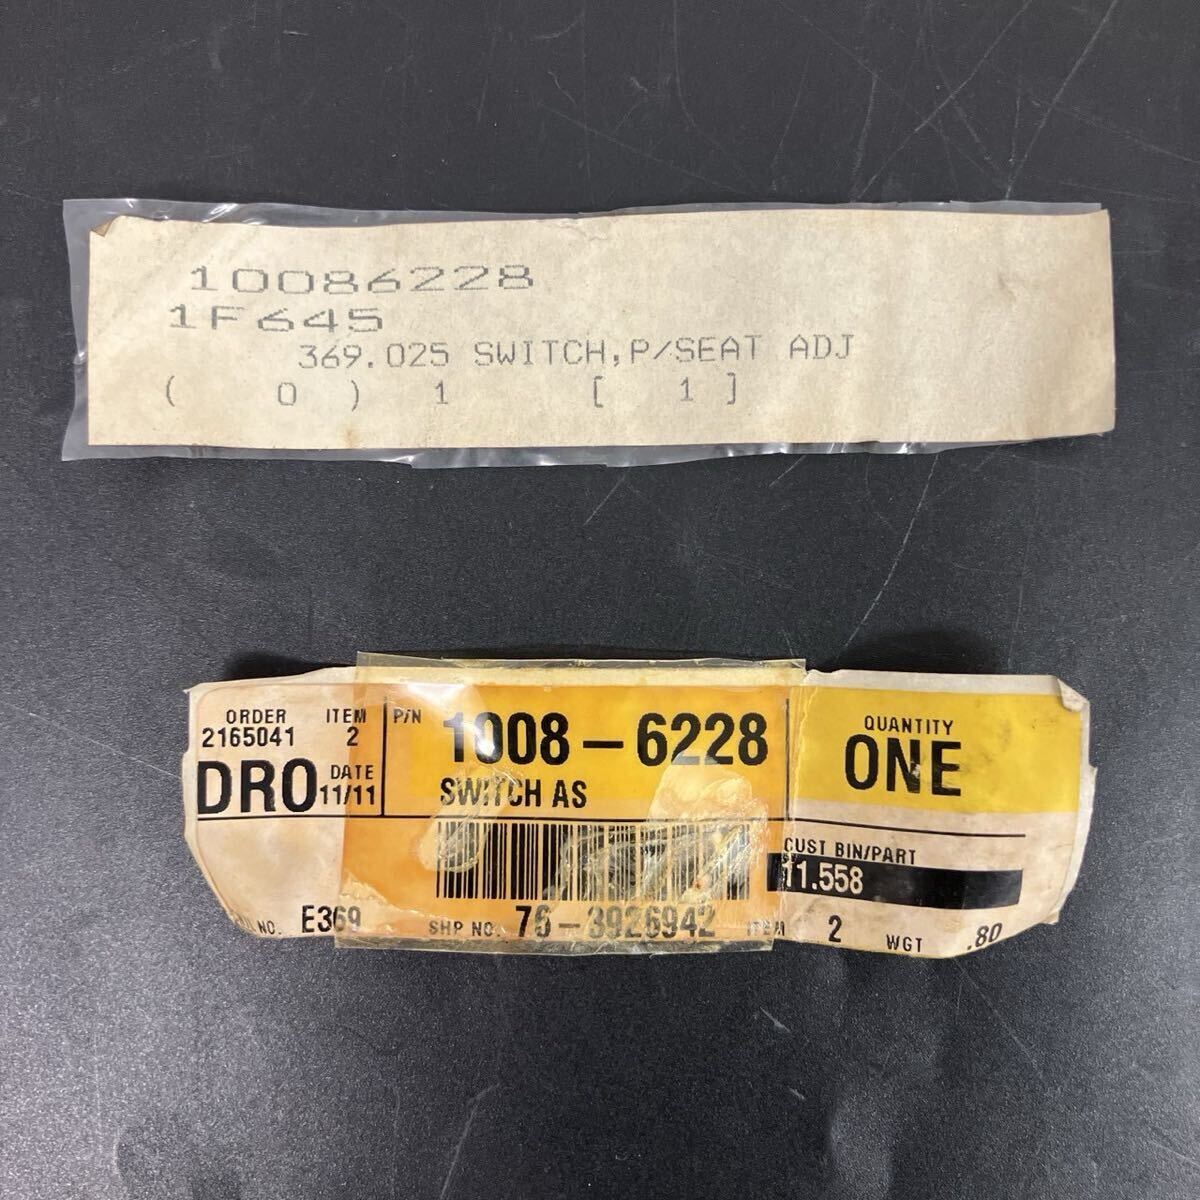 10086228
1F645
369.025 SWITCH,P/SEAT ADJ
( 0 ) 1 [ 1 ]
ORDER ITEM P/N 1008-6228 QUANTITY
2165041 2 ONE
DRO DATE SWITCH AS
11/11
CUST BIN/PART
11.558
NO. E369 SHP NO. 76-3926942 ITEM 2 WGT .80